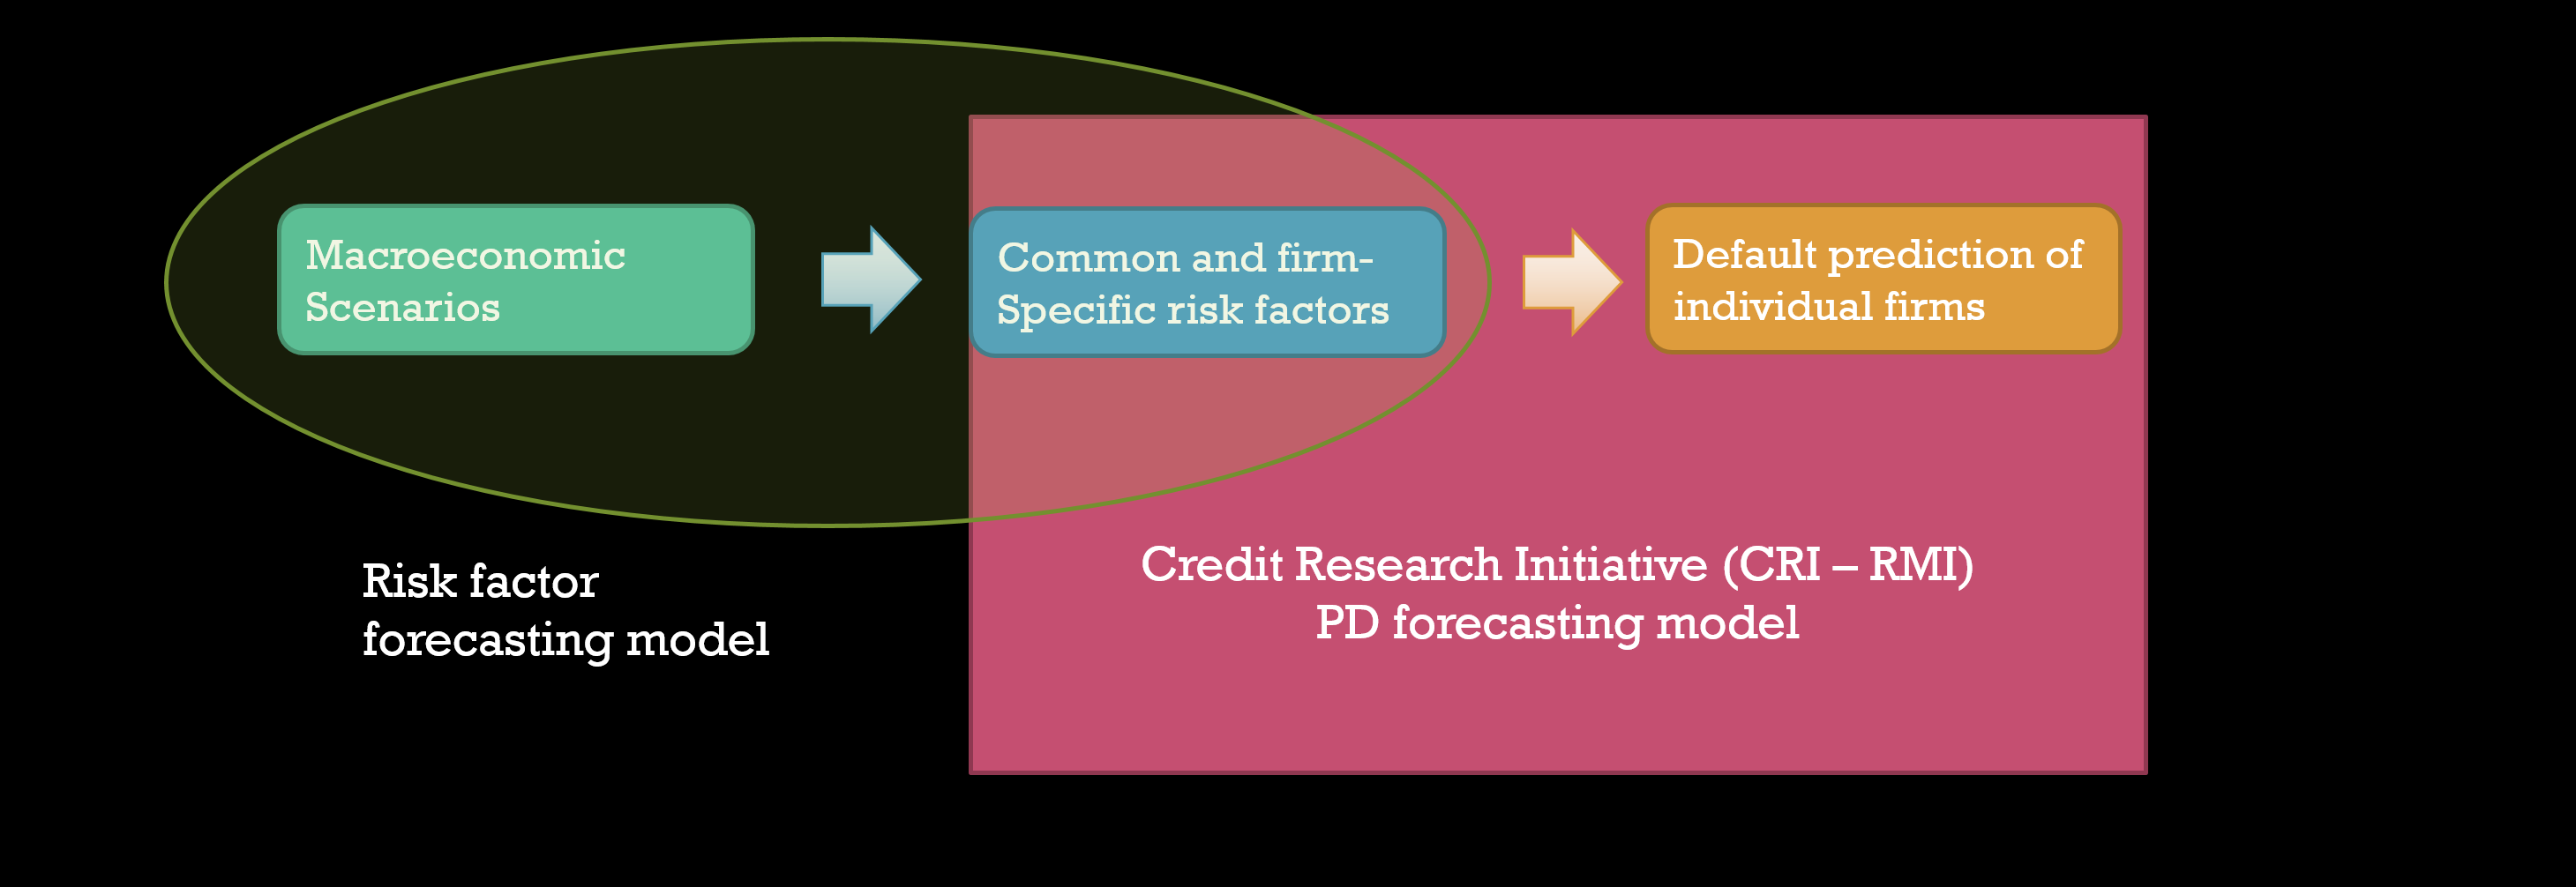 Macroeconomic
Scenarios
Common and firm-
Specific risk factors
Default prediction of
individual firms
Risk factor
forecasting model
Credit Research Initiative (CRI – RMI)
PD forecasting model